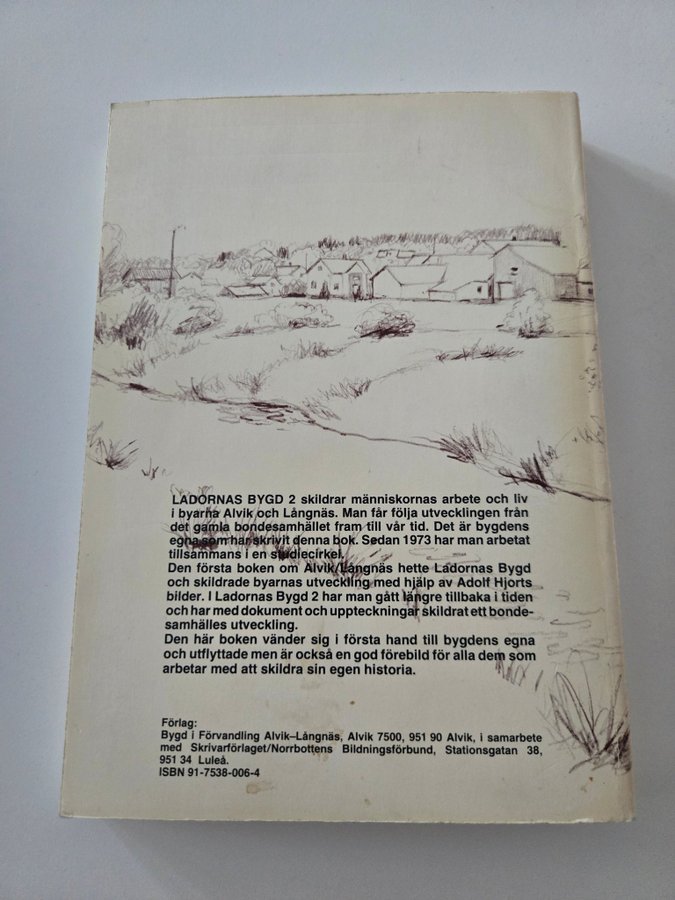 LADORNAS BYGD 2 skildrar människornas arbete och liv
i byarna Alvik och Långnäs. Man får följa utvecklingen från
det gamla bondesamhället fram till vår tid. Det är bygdens
egna som har skrivit denna bok. Sedan 1973 har man arbetat
tillsammans i en studiecirkel.
Den första boken om Alvik/Långnäs hette Ladornas Bygd
och skildrade byarnas utveckling med hjälp av Adolf Hjorts
bilder. I Ladornas Bygd 2 har man gått längre tillbaka i tiden
och har med dokument och uppteckningar skildrat ett bonde-
samhälles utveckling.
Den här boken vänder sig i första hand till bygdens egna
och utflyttade men är också en god förebild för alla dem som
arbetar med att skildra sin egen historia.
Förlag:
Bygd i Förvandling Alvik–Långnäs, Alvik 7500, 951 90 Alvik, i samarbete
med Skrivarförlaget/Norrbottens Bildningsförbund, Stationsgatan 38,
951 34 Luleå.
ISBN 91-7538-006-4